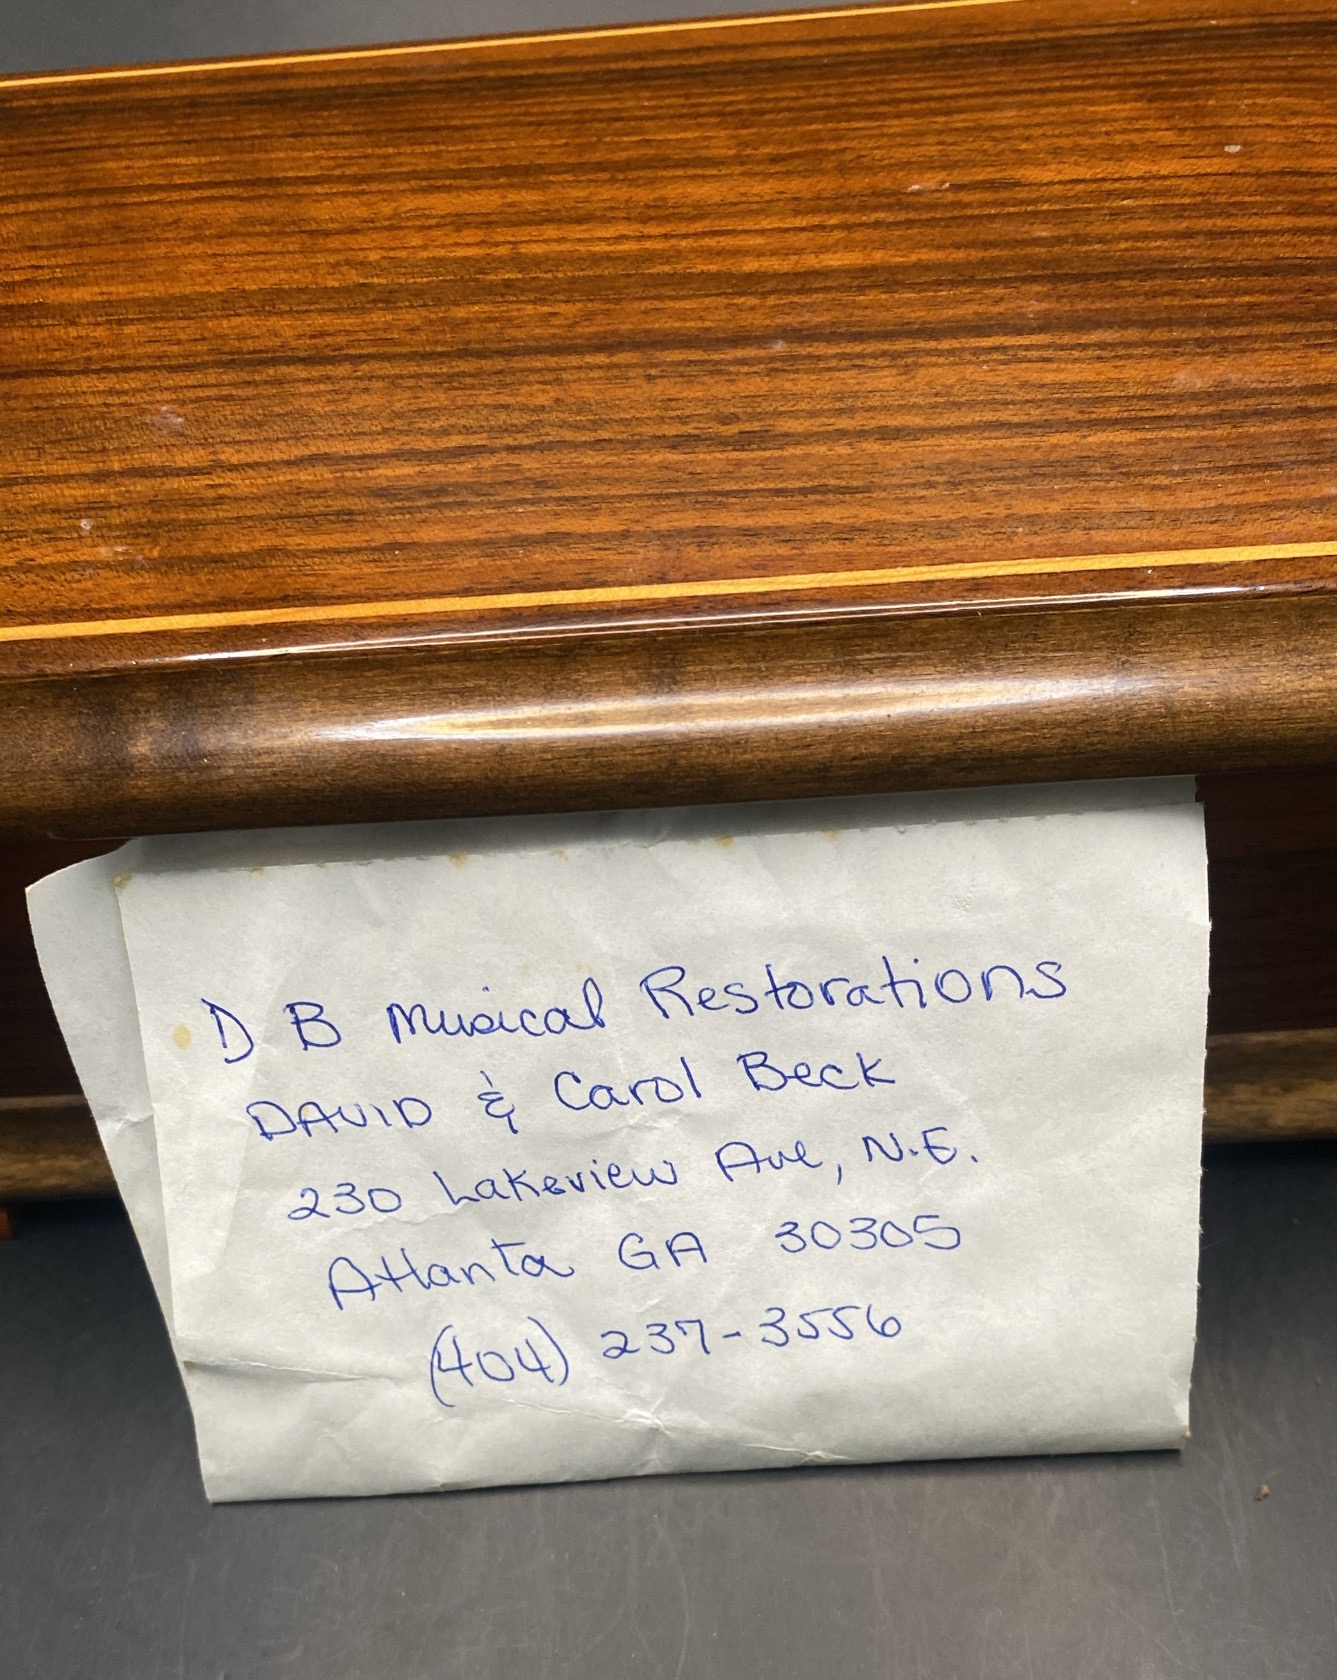 D B Musical Restorations
DAVID & Carol Beck
230 Lakeview Ave, N.E.
Atlanta GA 30305
(404) 237-3556